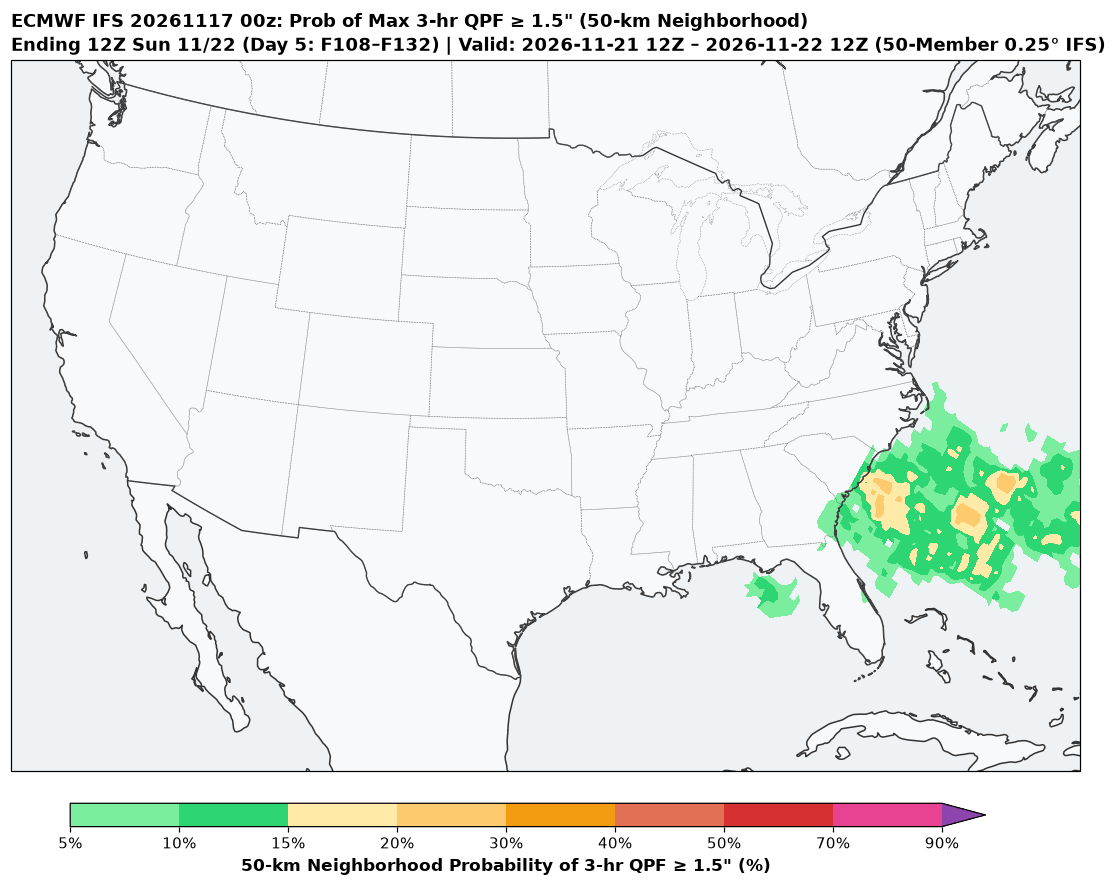 ECMWF IFS 20261117 00z: Prob of Max 3-hr QPF ≥ 1.5" (50-km Neighborhood)
Ending 12Z Sun 11/22 (Day 5: F108–F132) | Valid: 2026-11-21 12Z – 2026-11-22 12Z (50-Member 0.25° IFS)
5% 10% 15% 20% 30% 40% 50% 70% 90%
50-km Neighborhood Probability of 3-hr QPF ≥ 1.5" (%)